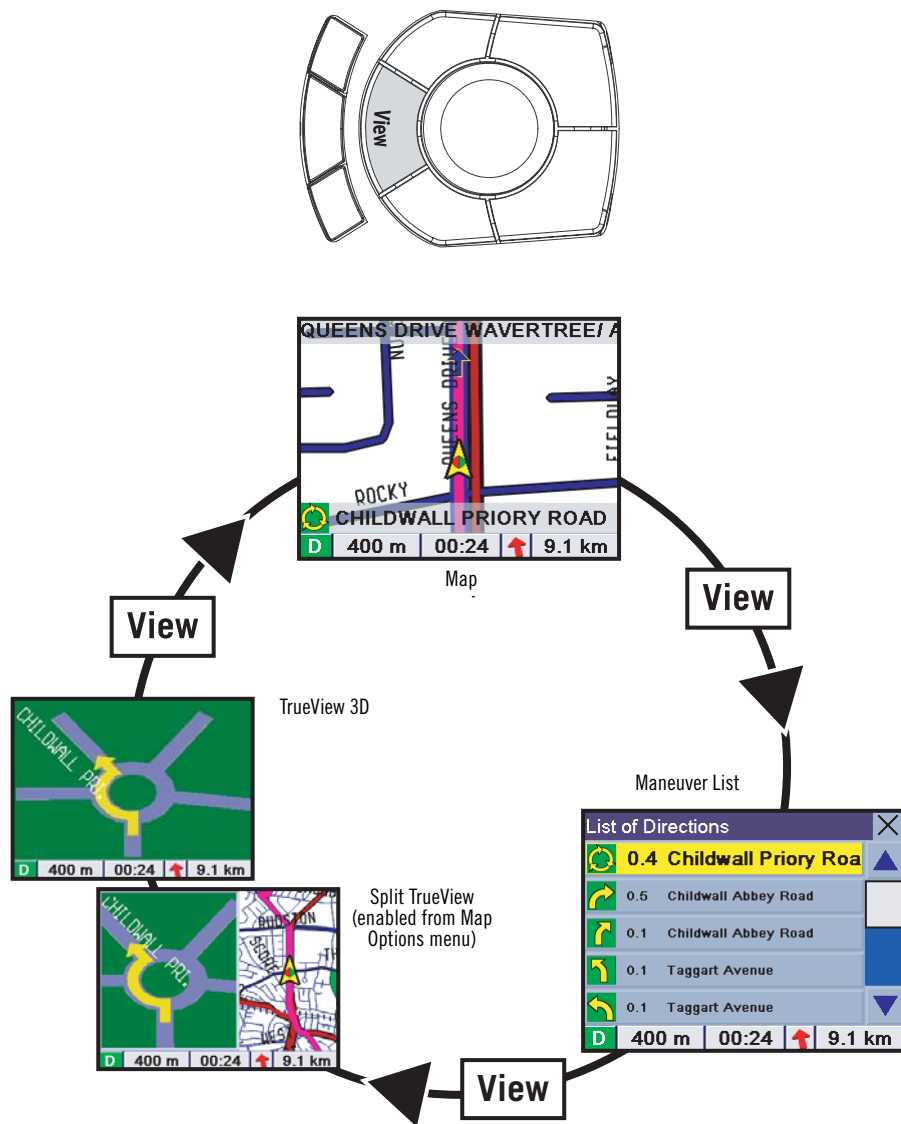 View
QUEENS DRIVE WAVERTREE/ A
QUEENS DRIVE
FIELDWAY
ROCKY
CHILDWALL PRIORY ROAD
D 400 m 00:24 9.1 km
Map
View
View
TrueView 3D
CHILDWALL PRI.
D 400 m 00:24 9.1 km
Maneuver List
List of Directions
0.4 Childwall Priory Roa
0.5 Childwall Abbey Road
0.1 Childwall Abbey Road
0.1 Taggart Avenue
0.1 Taggart Avenue
D 400 m 00:24 9.1 km
Split TrueView
(enabled from Map
Options menu)
CHILDWALL PRI.
RUDSTON
SCORE
TH
D 400 m 00:24 9.1 km
View